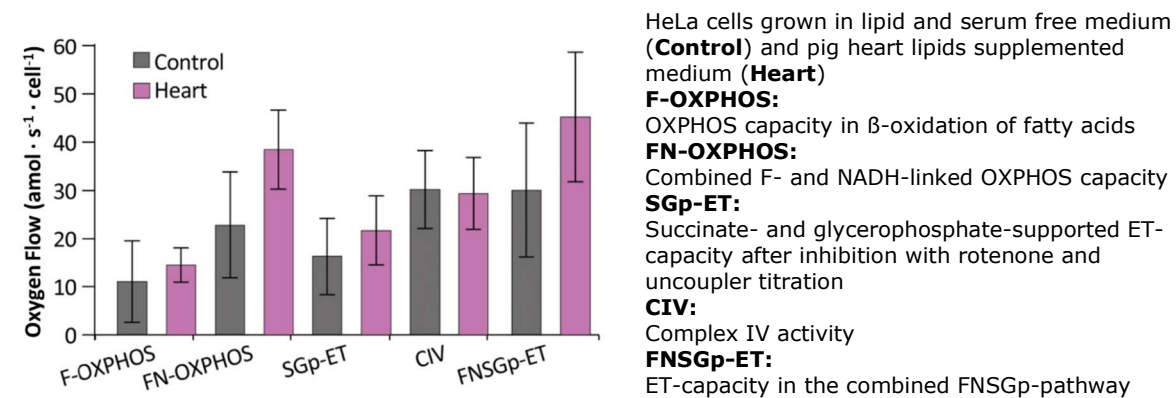 60
50
40
30
20
10
0
Oxygen Flow (amol · s⁻¹ · cell⁻¹)
Control
Heart
F-OXPHOS
FN-OXPHOS
SGp-ET
CIV
FNSGp-ET
HeLa cells grown in lipid and serum free medium
(Control) and pig heart lipids supplemented
medium (Heart)
F-OXPHOS:
OXPHOS capacity in ß-oxidation of fatty acids
FN-OXPHOS:
Combined F- and NADH-linked OXPHOS capacity
SGp-ET:
Succinate- and glycerophosphate-supported ET-
capacity after inhibition with rotenone and
uncoupler titration
CIV:
Complex IV activity
FNSGp-ET:
ET-capacity in the combined FNSGp-pathway